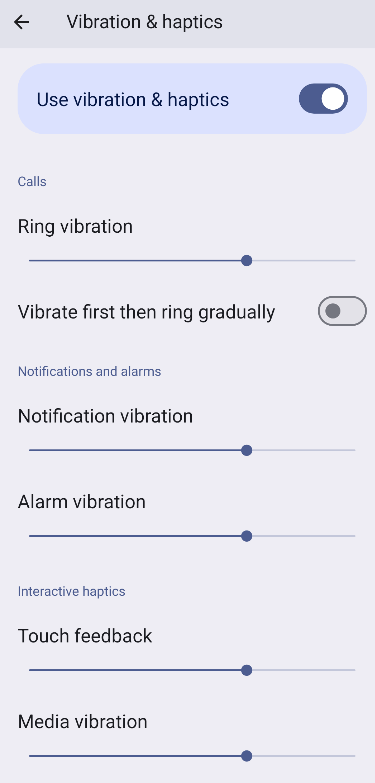 Vibration & haptics
Use vibration & haptics
Calls
Ring vibration
Vibrate first then ring gradually
Notifications and alarms
Notification vibration
Alarm vibration
Interactive haptics
Touch feedback
Media vibration